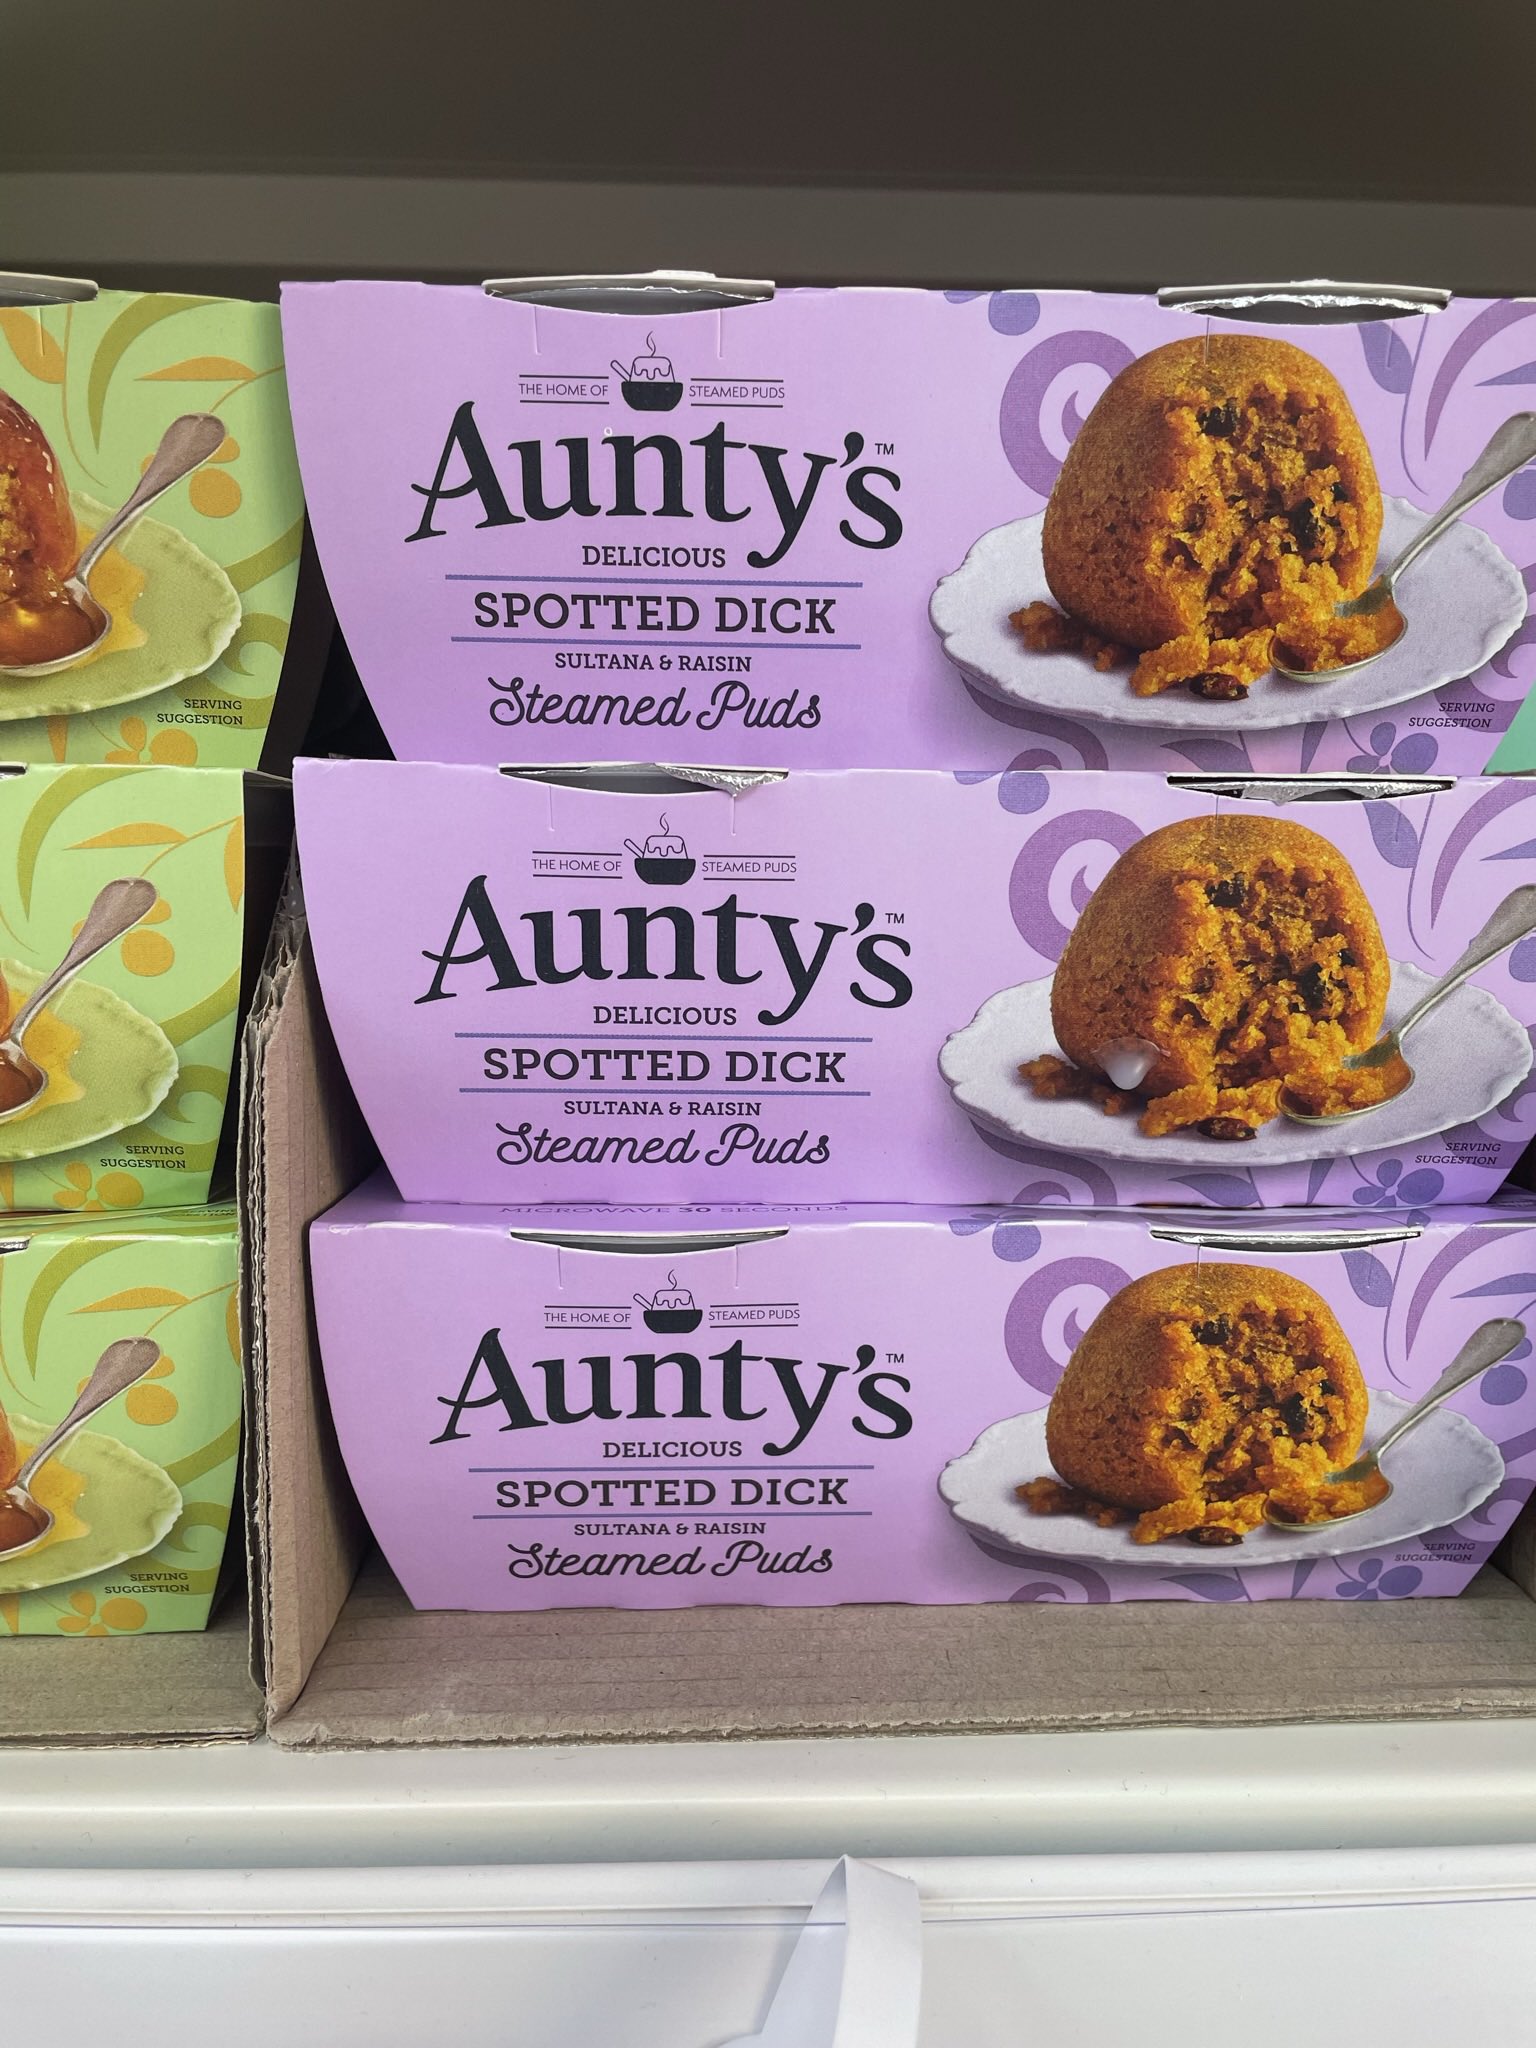 THE HOME OF STEAMED PUDS
Aunty's™
DELICIOUS
SPOTTED DICK
SULTANA & RAISIN
Steamed Puds
SERVING
SUGGESTION
SERVING
SUGGESTION
THE HOME OF STEAMED PUDS
Aunty's™
DELICIOUS
SPOTTED DICK
SULTANA & RAISIN
Steamed Puds
SERVING
SUGGESTION
SERVING
SUGGESTION
MICROWAVE 30 SECONDS
THE HOME OF STEAMED PUDS
Aunty's™
DELICIOUS
SPOTTED DICK
SULTANA & RAISIN
Steamed Puds
SERVING
SUGGESTION
SERVING
SUGGESTION